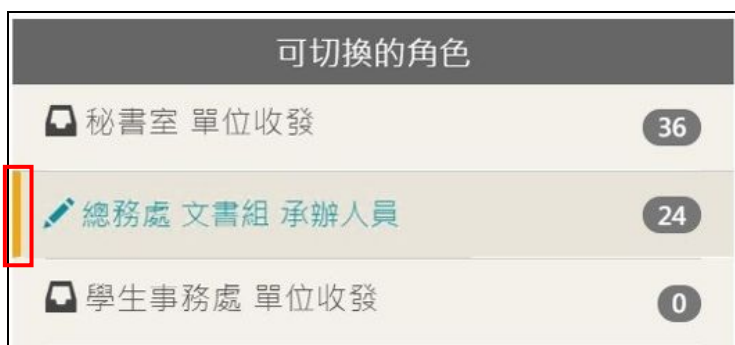 可切換的角色
秘書室 單位收發 36
總務處 文書組 承辦人員 24
學生事務處 單位收發 0